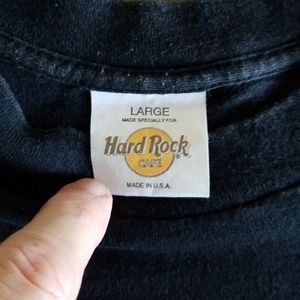 LARGE
MADE SPECIALLY FOR
Hard Rock
CAFE ®
MADE IN U.S.A.